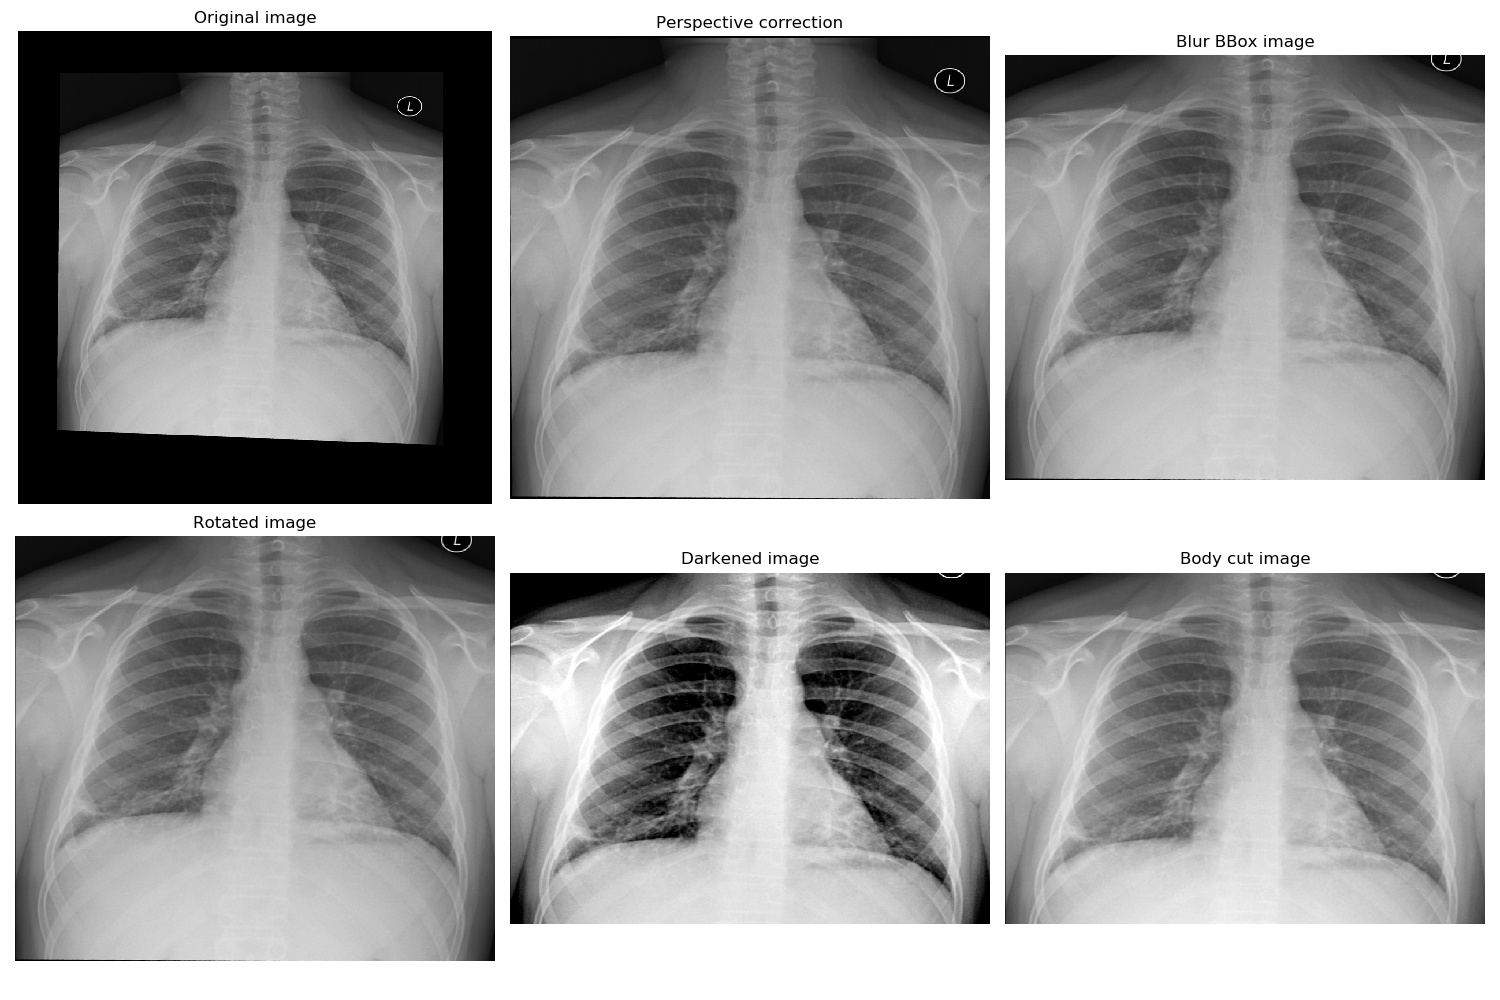 Original image
Perspective correction
Blur BBox image
L
L
L
Rotated image
L
Darkened image
Body cut image